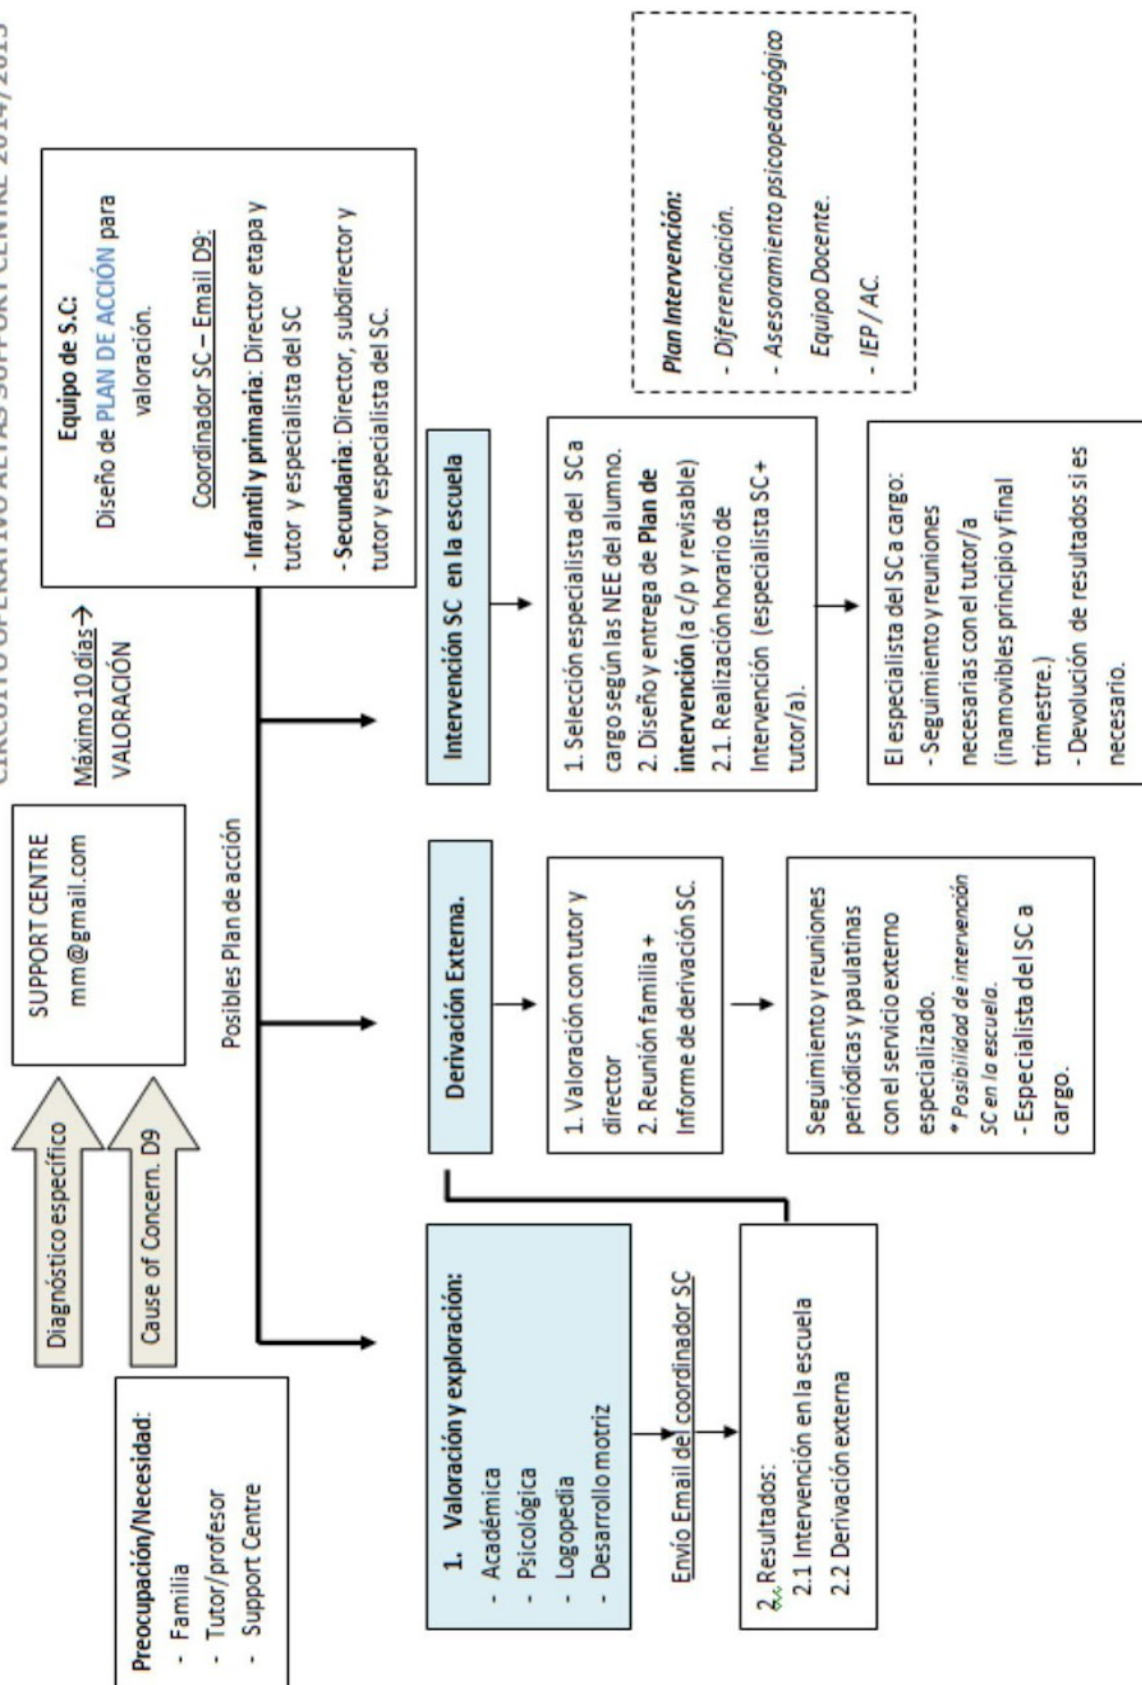 CIRCUITO OPERATIVO ALTAS SUPPORT CENTRE 2014/2015
Preocupación/Necesidad:
- Familia
- Tutor/profesor
- Support Centre
Diagnóstico específico
Cause of Concern. D9
SUPPORT CENTRE
mm@gmail.com
Máximo 10 días→
VALORACIÓN
Equipo de S.C:
Diseño de PLAN DE ACCIÓN para
valoración.
Coordinador SC – Email D9:
- Infantil y primaria: Director etapa y
tutor y especialista del SC
- Secundaria: Director, subdirector y
tutor y especialista del SC.
Posibles Plan de acción
1. Valoración y exploración:
- Académica
- Psicológica
- Logopedia
- Desarrollo motriz
Envío Email del coordinador SC
2. Resultados:
2.1 Intervención en la escuela
2.2 Derivación externa
Derivación Externa.
1. Valoración con tutor y
director
2. Reunión familia +
Informe de derivación SC.
Seguimiento y reuniones
periódicas y paulatinas
con el servicio externo
especializado.
* Posibilidad de intervención
SC en la escuela.
- Especialista del SC a
cargo.
Intervención SC en la escuela
1. Selección especialista del SC a
cargo según las NEE del alumno.
2. Diseño y entrega de Plan de
intervención (a c/p y revisable)
2.1. Realización horario de
Intervención (especialista SC +
tutor/a).
El especialista del SC a cargo:
- Seguimiento y reuniones
necesarias con el tutor/a
(inamovibles principio y final
trimestre.)
- Devolución de resultados si es
necesario.
Plan Intervención:
- Diferenciación.
- Asesoramiento psicopedagógico
Equipo Docente.
- IEP / AC.